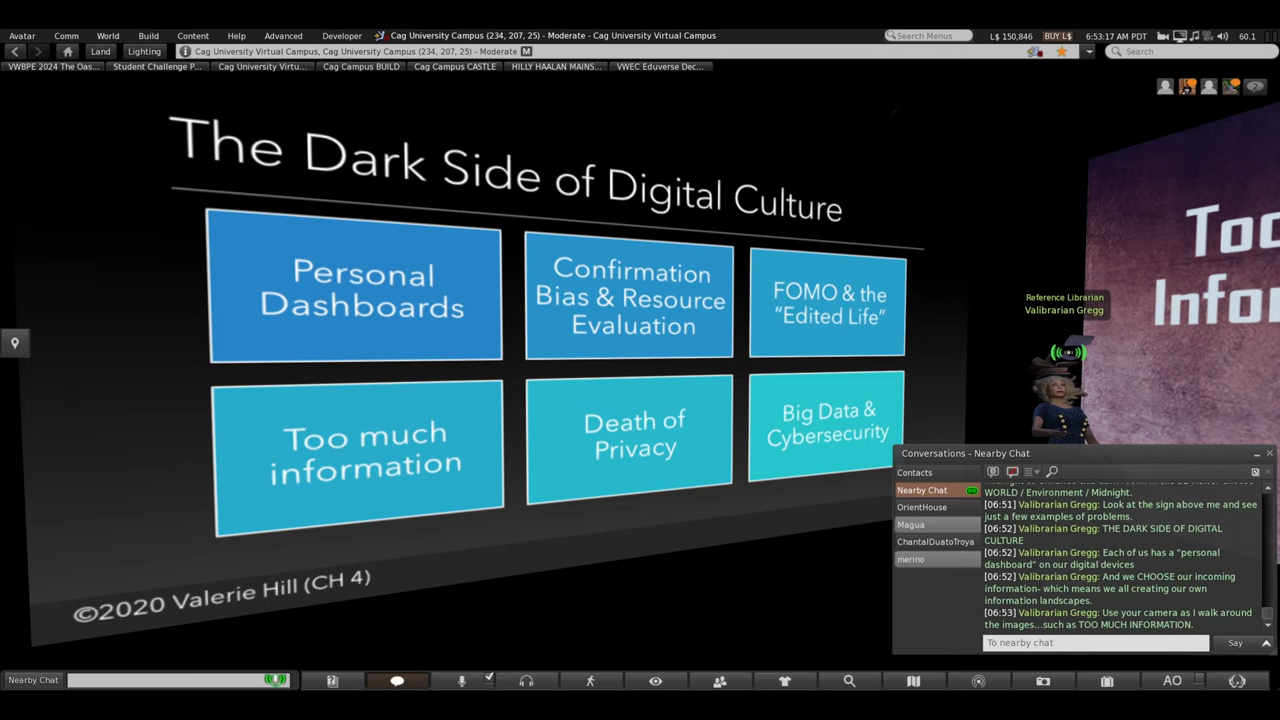 Avatar Comm World Build Content Help Advanced Developer Cag University Campus (234, 207, 25) - Moderate - Cag University Virtual Campus Search Menus L$ 150,846 BUY L$ 6:53:17 AM PDT 60.1
Land Lighting Cag University Virtual Campus, Cag University Campus (234, 207, 25) - Moderate M Search
VWBPE 2024 The Oas... Student Challenge P... Cag University Virtu... Cag Campus BUILD Cag Campus CASTLE HILLY HAALAN MAINS... VWEC Eduverse Dec...
The Dark Side of Digital Culture
Personal
Dashboards
Confirmation
Bias & Resource
Evaluation
FOMO & the
“Edited Life”
Too much
information
Death of
Privacy
Big Data &
Cybersecurity
©2020 Valerie Hill (CH 4)
Reference Librarian
Valibrarian Gregg
Conversations - Nearby Chat
Contacts
Nearby Chat
OrientHouse
Magua
ChantalDuatoTroya
merino
WORLD / Environment / Midnight.
[06:51] Valibrarian Gregg: Look at the sign above me and see
just a few examples of problems.
[06:52] Valibrarian Gregg: THE DARK SIDE OF DIGITAL
CULTURE
[06:52] Valibrarian Gregg: Each of us has a "personal
dashboard" on our digital devices
[06:52] Valibrarian Gregg: And we CHOOSE our incoming
information- which means we all creating our own
information landscapes.
[06:53] Valibrarian Gregg: Use your camera as I walk around
the images...such as TOO MUCH INFORMATION.
To nearby chat Say
Nearby Chat AO